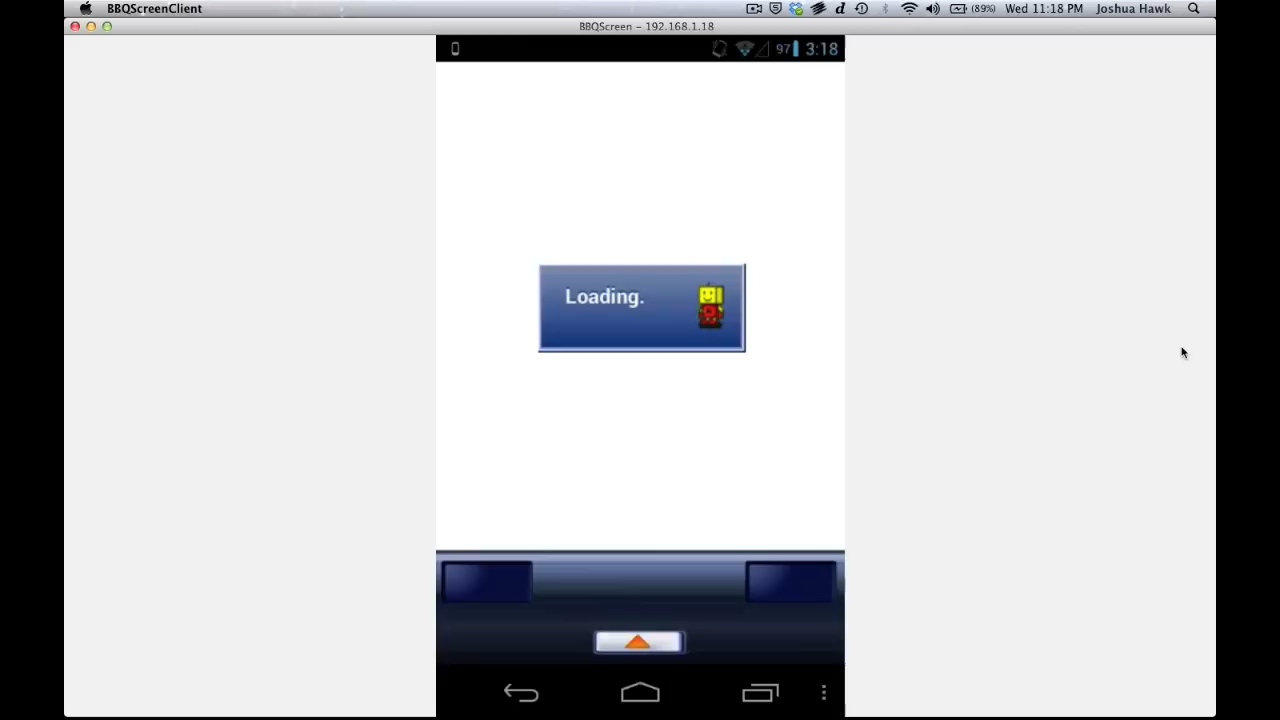 BBQScreenClient
(89%) Wed 11:18 PM Joshua Hawk
BBQScreen – 192.168.1.18
97 3:18
Loading.